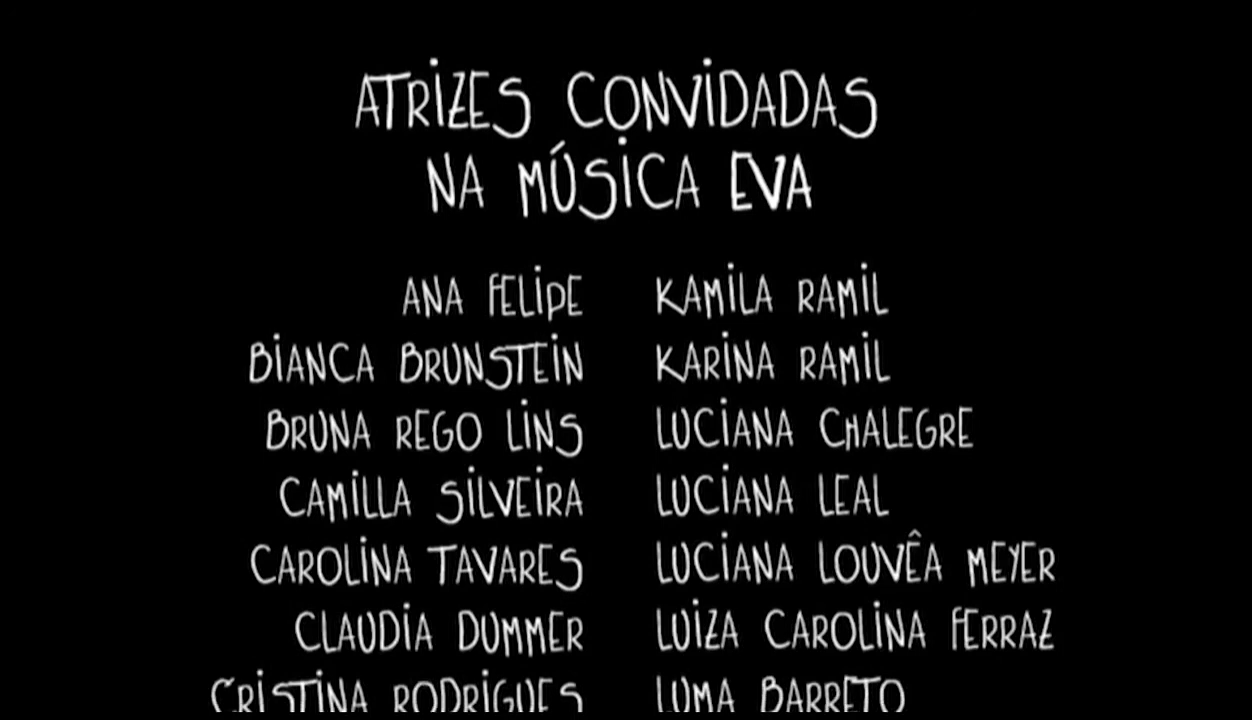 ATRIZES CONVIDADAS
NA MÚSICA EVA
ANA FELIPE KAMILA RAMIL
BIANCA BRUNSTEIN KARINA RAMIL
BRUNA REGO LINS LUCIANA CHALEGRE
CAMILLA SILVEIRA LUCIANA LEAL
CAROLINA TAVARES LUCIANA LOUVÊA MEYER
CLAUDIA DUMMER LUIZA CAROLINA FERRAZ
CRISTINA RODRIGUES LUMA BARRETO